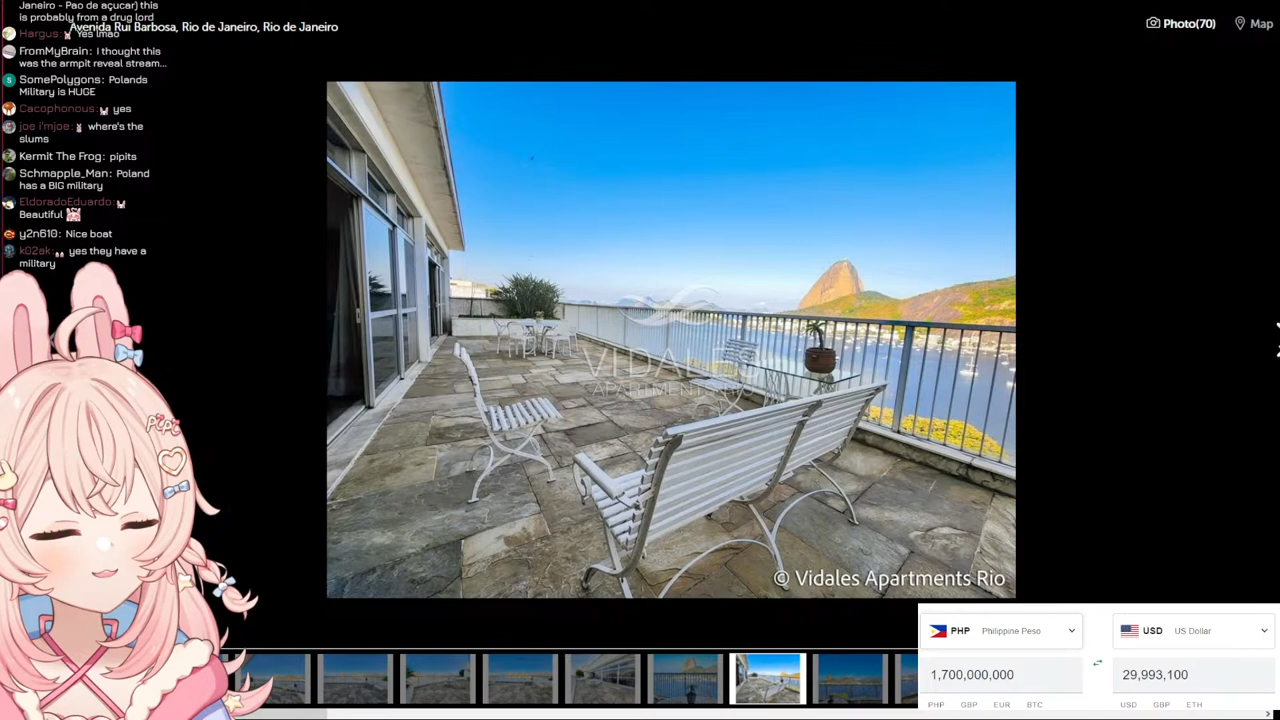 Janeiro - Pao de açucar) this
is probably from a drug lord
Avenida Rui Barbosa, Rio de Janeiro, Rio de Janeiro
Photo(70)
Map
Hargus: Yes lmao
FromMyBrain: I thought this
was the armpit reveal stream...
S
SomePolygons: Polands
Military is HUGE
Cacophonous: yes
joe i'mjoe: where's the
slums
Kermit The Frog: pipits
Schmapple_Man: Poland
has a BIG military
EldoradoEduardo:
Beautiful
y2n610: Nice boat
k02ak: yes they have a
military
VIDALES
APARTMENTS
© Vidales Apartments Rio
Pipi
PHP Philippine Peso
USD US Dollar
1,700,000,000
29,993,100
PHP GBP EUR BTC
USD GBP ETH